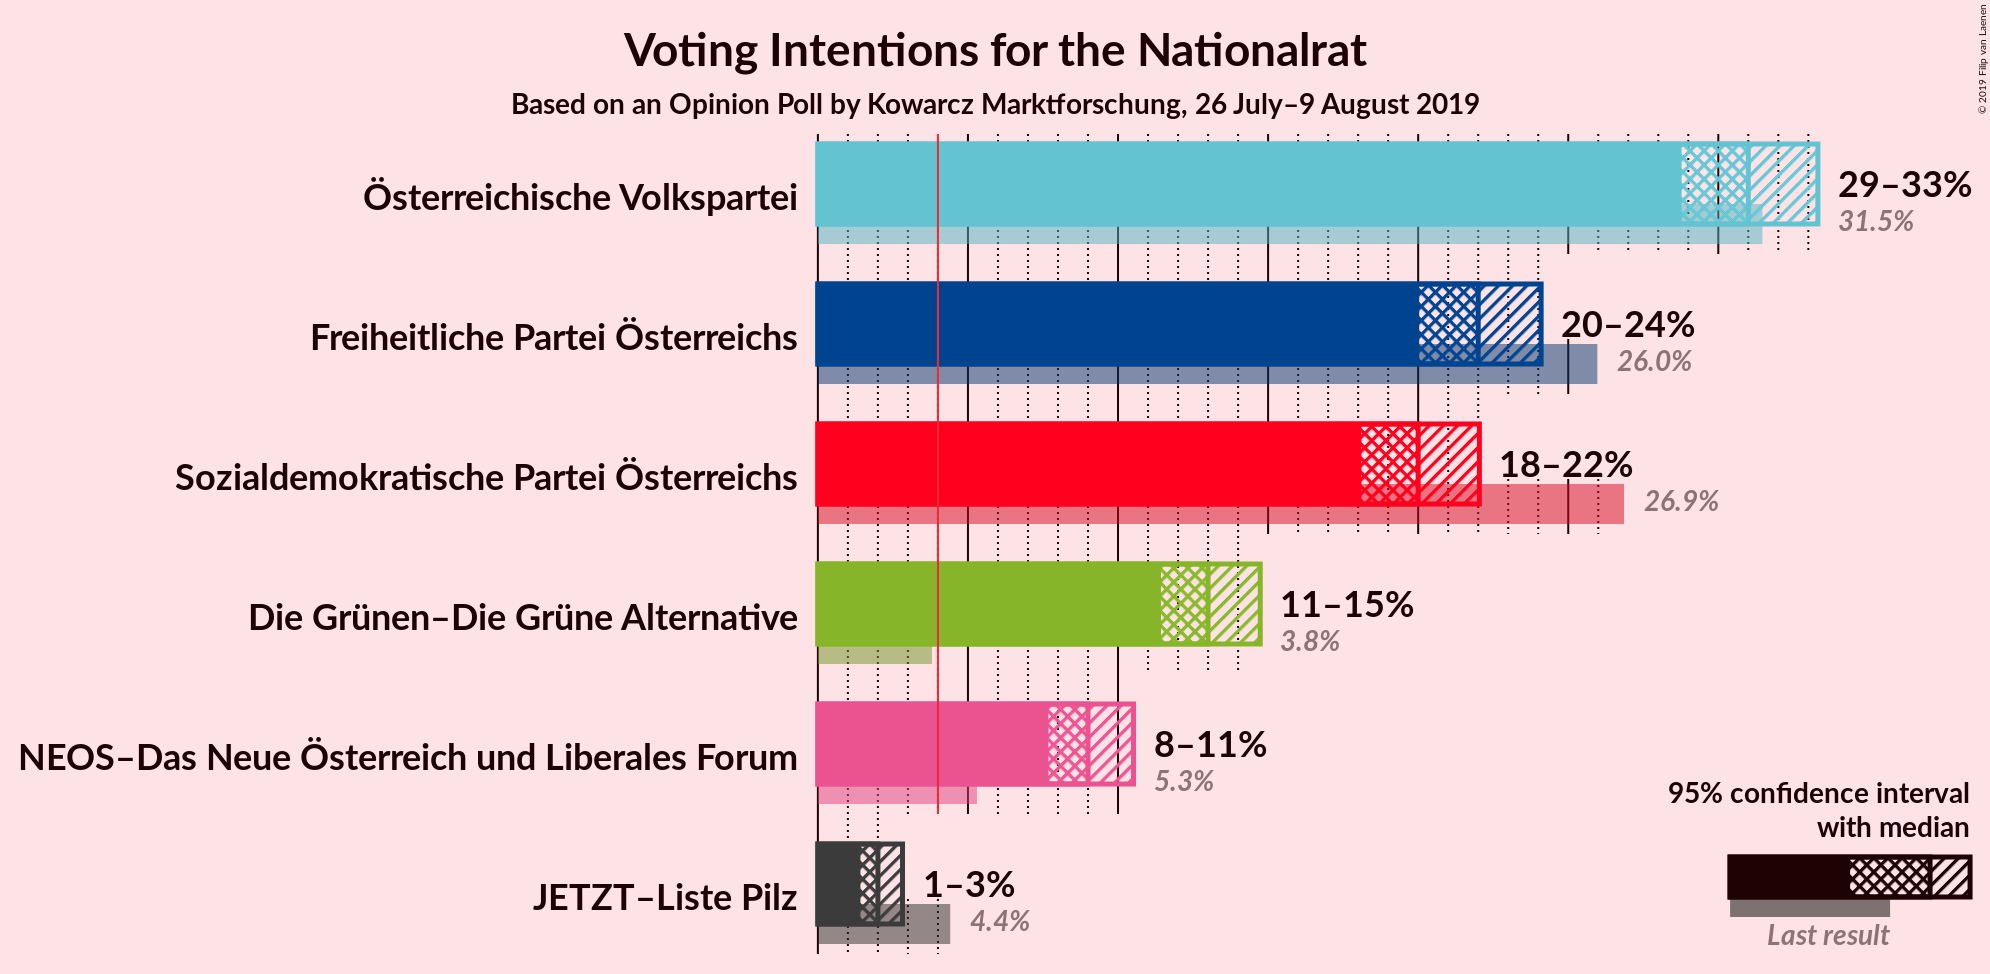 Voting Intentions for the Nationalrat
Based on an Opinion Poll by Kowarcz Marktforschung, 26 July–9 August 2019
© 2019 Filip van Laenen
Österreichische Volkspartei
29–33%
31.5%
Freiheitliche Partei Österreichs
20–24%
26.0%
Sozialdemokratische Partei Österreichs
18–22%
26.9%
Die Grünen–Die Grüne Alternative
11–15%
3.8%
NEOS–Das Neue Österreich und Liberales Forum
8–11%
5.3%
JETZT–Liste Pilz
1–3%
4.4%
95% confidence interval
with median
Last result